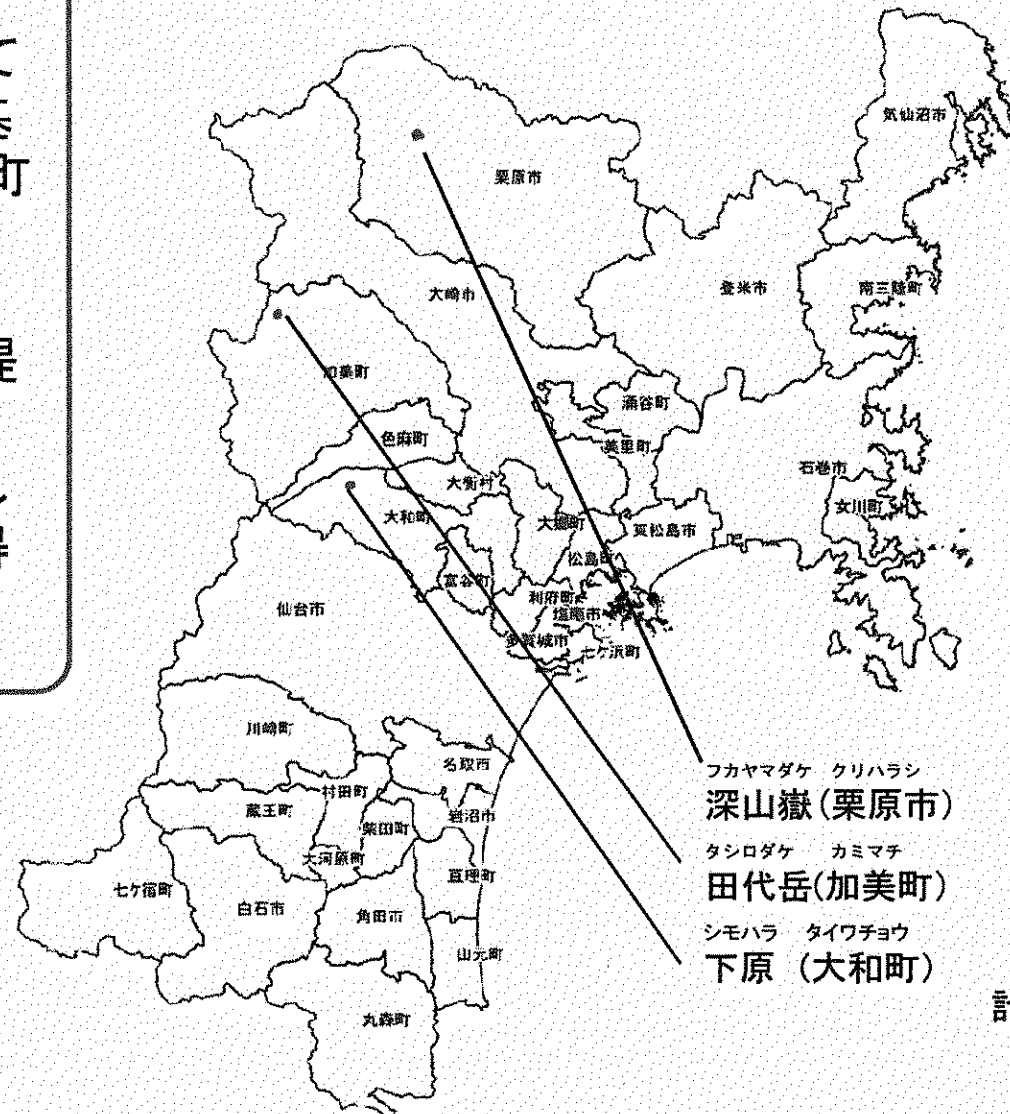 て
町
気仙沼市
栗原市
大崎市
登米市
南三陸町
加美町
涌谷町
色麻町
美里町
大衡村
石巻市
女川町
大和町
大郷町
東松島市
松島町
富谷町
利府町
仙台市
塩竈市
多賀城市
七ケ浜町
川崎町
名取市
村田町
蔵王町
岩沼市
柴田町
大河原町
亘理町
七ケ宿町
白石市
角田市
山元町
丸森町
フカヤマダケ クリハラシ
深山嶽(栗原市)
タシロダケ カミマチ
田代岳(加美町)
シモハラ タイワチョウ
下原 (大和町)